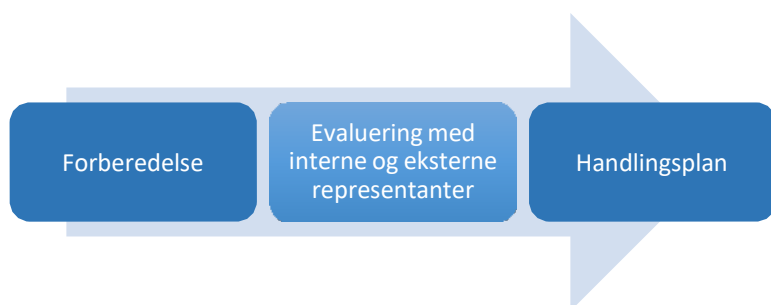 Forberedelse
Evaluering med
interne og eksterne
representanter
Handlingsplan